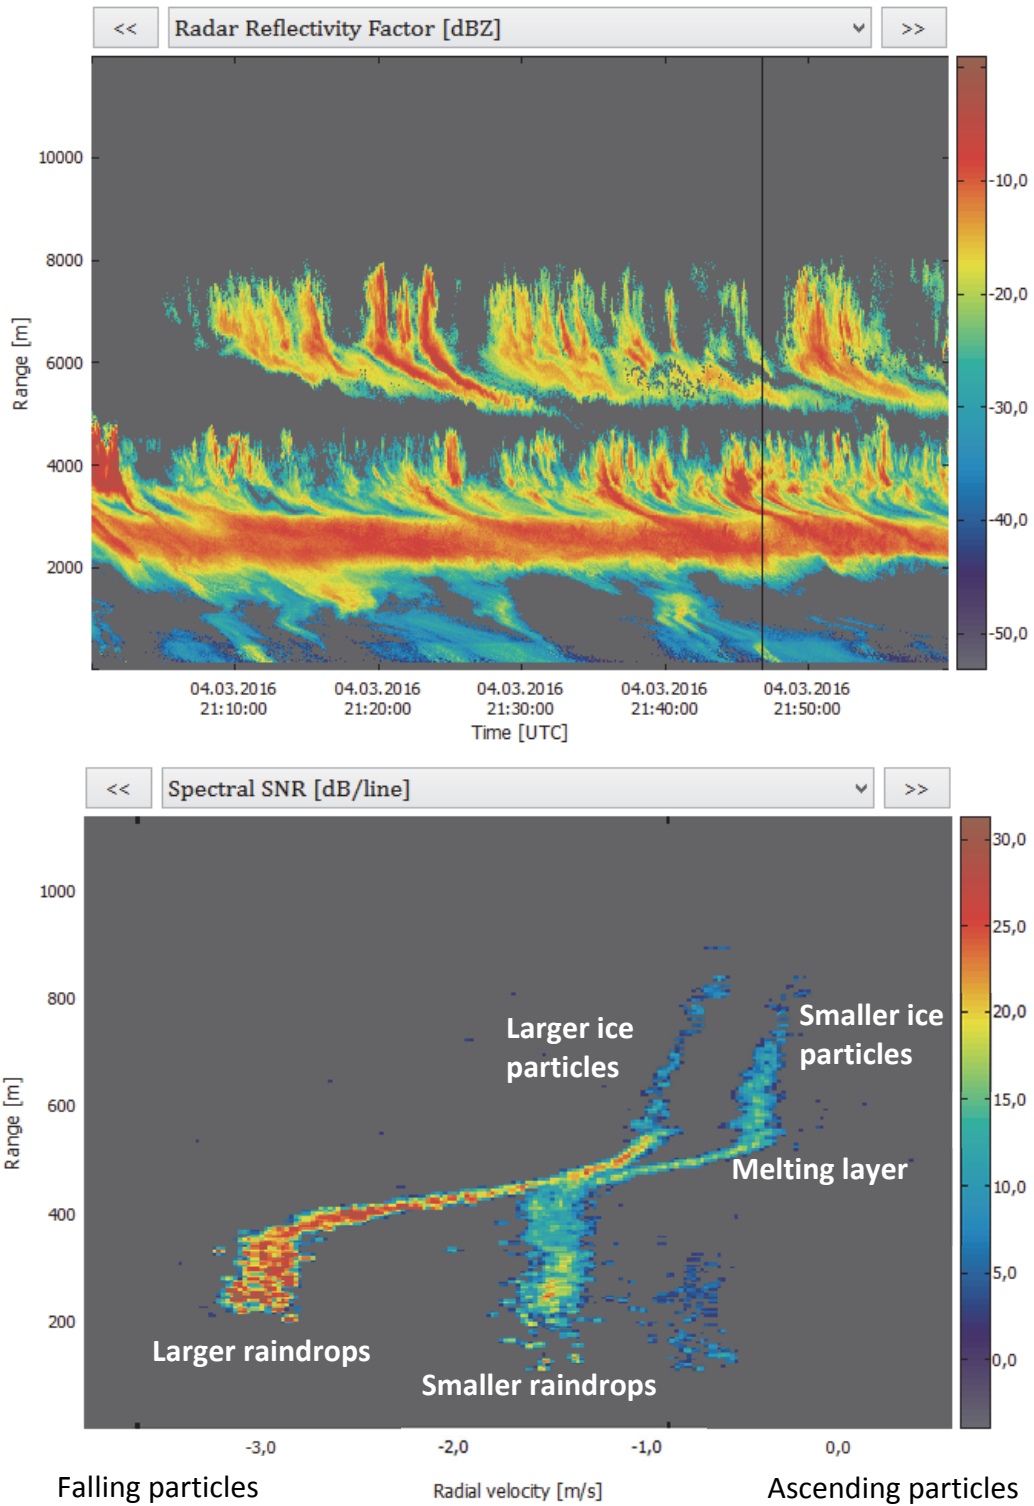 << Radar Reflectivity Factor [dBZ] >>
10000
8000
6000
4000
2000
Range [m]
-10,0
-20,0
-30,0
-40,0
-50,0
04.03.2016 04.03.2016 04.03.2016 04.03.2016 04.03.2016
21:10:00 21:20:00 21:30:00 21:40:00 21:50:00
Time [UTC]
<< Spectral SNR [dB/line] >>
1000
800
600
400
200
Range [m]
30,0
25,0
20,0
15,0
10,0
5,0
0,0
Larger ice
particles
Smaller ice
particles
Melting layer
Larger raindrops
Smaller raindrops
-3,0 -2,0 -1,0 0,0
Falling particles Radial velocity [m/s] Ascending particles